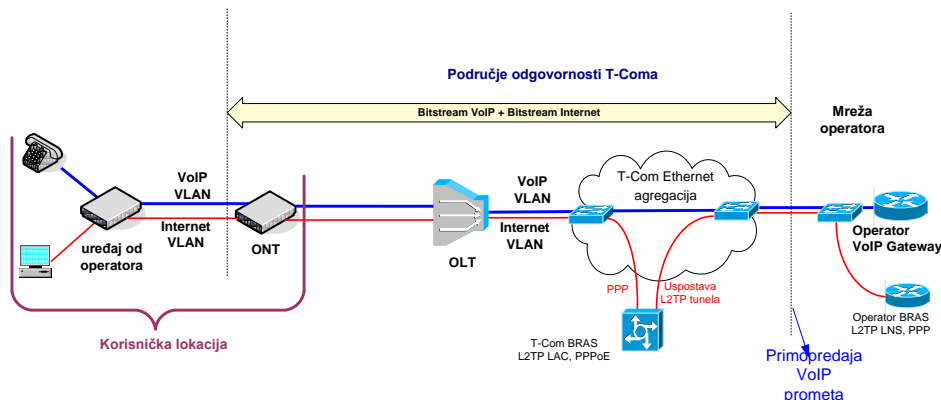 Područje odgovornosti T-Coma
Bitstream VoIP + Bitstream Internet
Mreža
operatora
VoIP
VLAN
Internet
VLAN
uređaj od
operatora
ONT
OLT
VoIP
VLAN
Internet
VLAN
T-Com Ethernet
agregacija
PPP
Uspostava
L2TP tunela
T-Com BRAS
L2TP LAC, PPPoE
Operator
VoIP Gateway
Operator BRAS
L2TP LNS, PPP
Korisnička lokacija
Primopredaja
VoIP
prometa